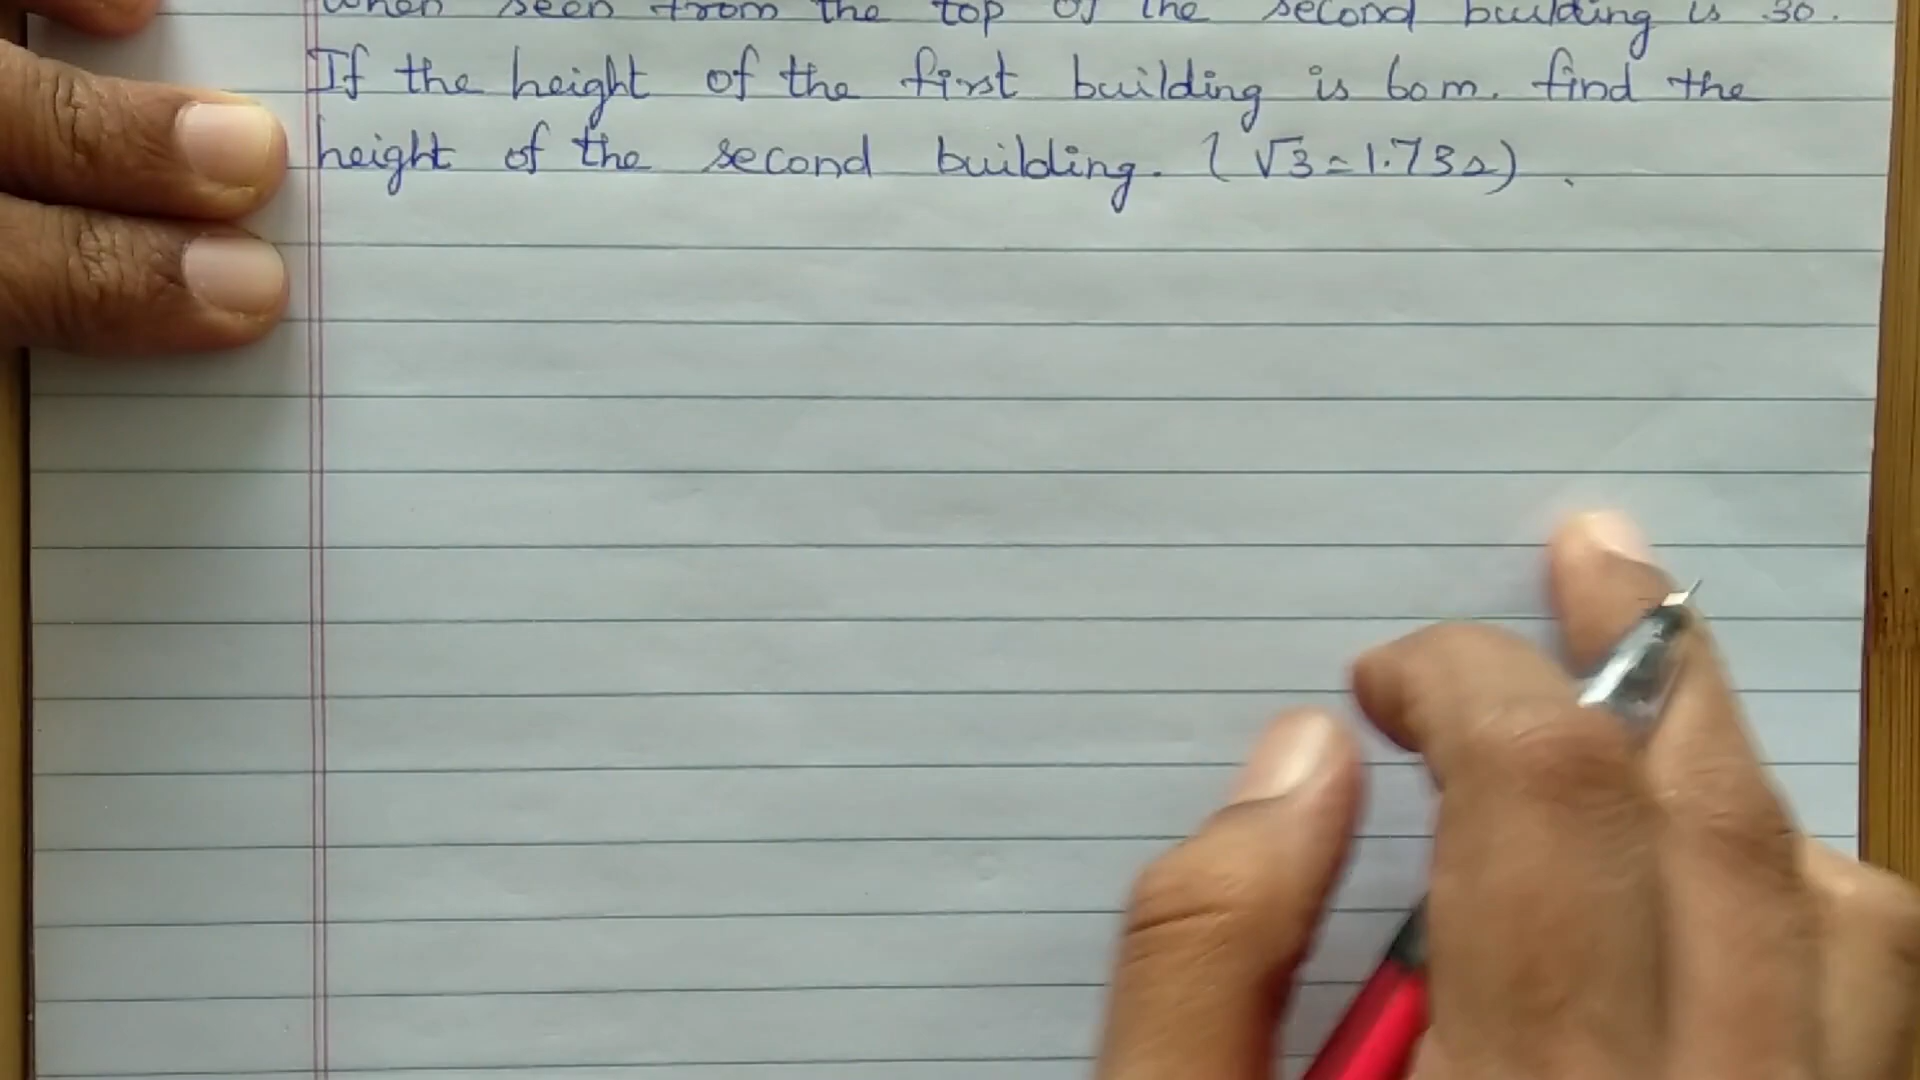 when seen from the top of the second building is 30.
If the height of the first building is 60m. find the
height of the second building. (√3=1.732).